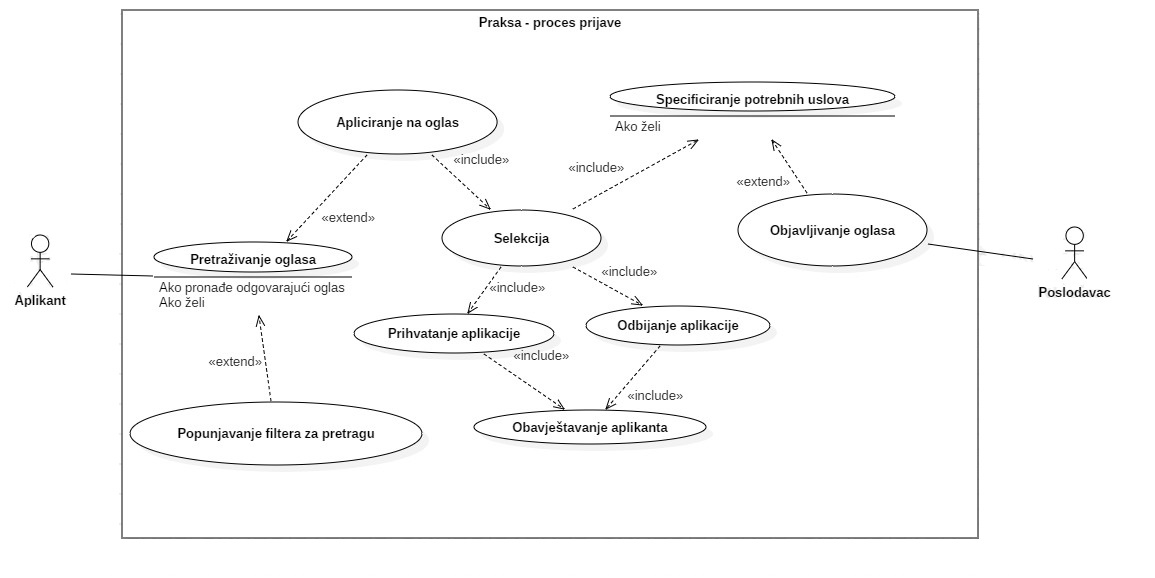 Praksa - proces prijave
Specificiranje potrebnih uslova
Ako želi
Apliciranje na oglas
«include»
«include»
«extend»
«extend»
Objavljivanje oglasa
Selekcija
Pretraživanje oglasa
Ako pronađe odgovarajući oglas
Ako želi
Aplikant
Poslodavac
«include»
«include»
Prihvatanje aplikacije
Odbijanje aplikacije
«include»
«extend»
«include»
Popunjavanje filtera za pretragu
Obavještavanje aplikanta